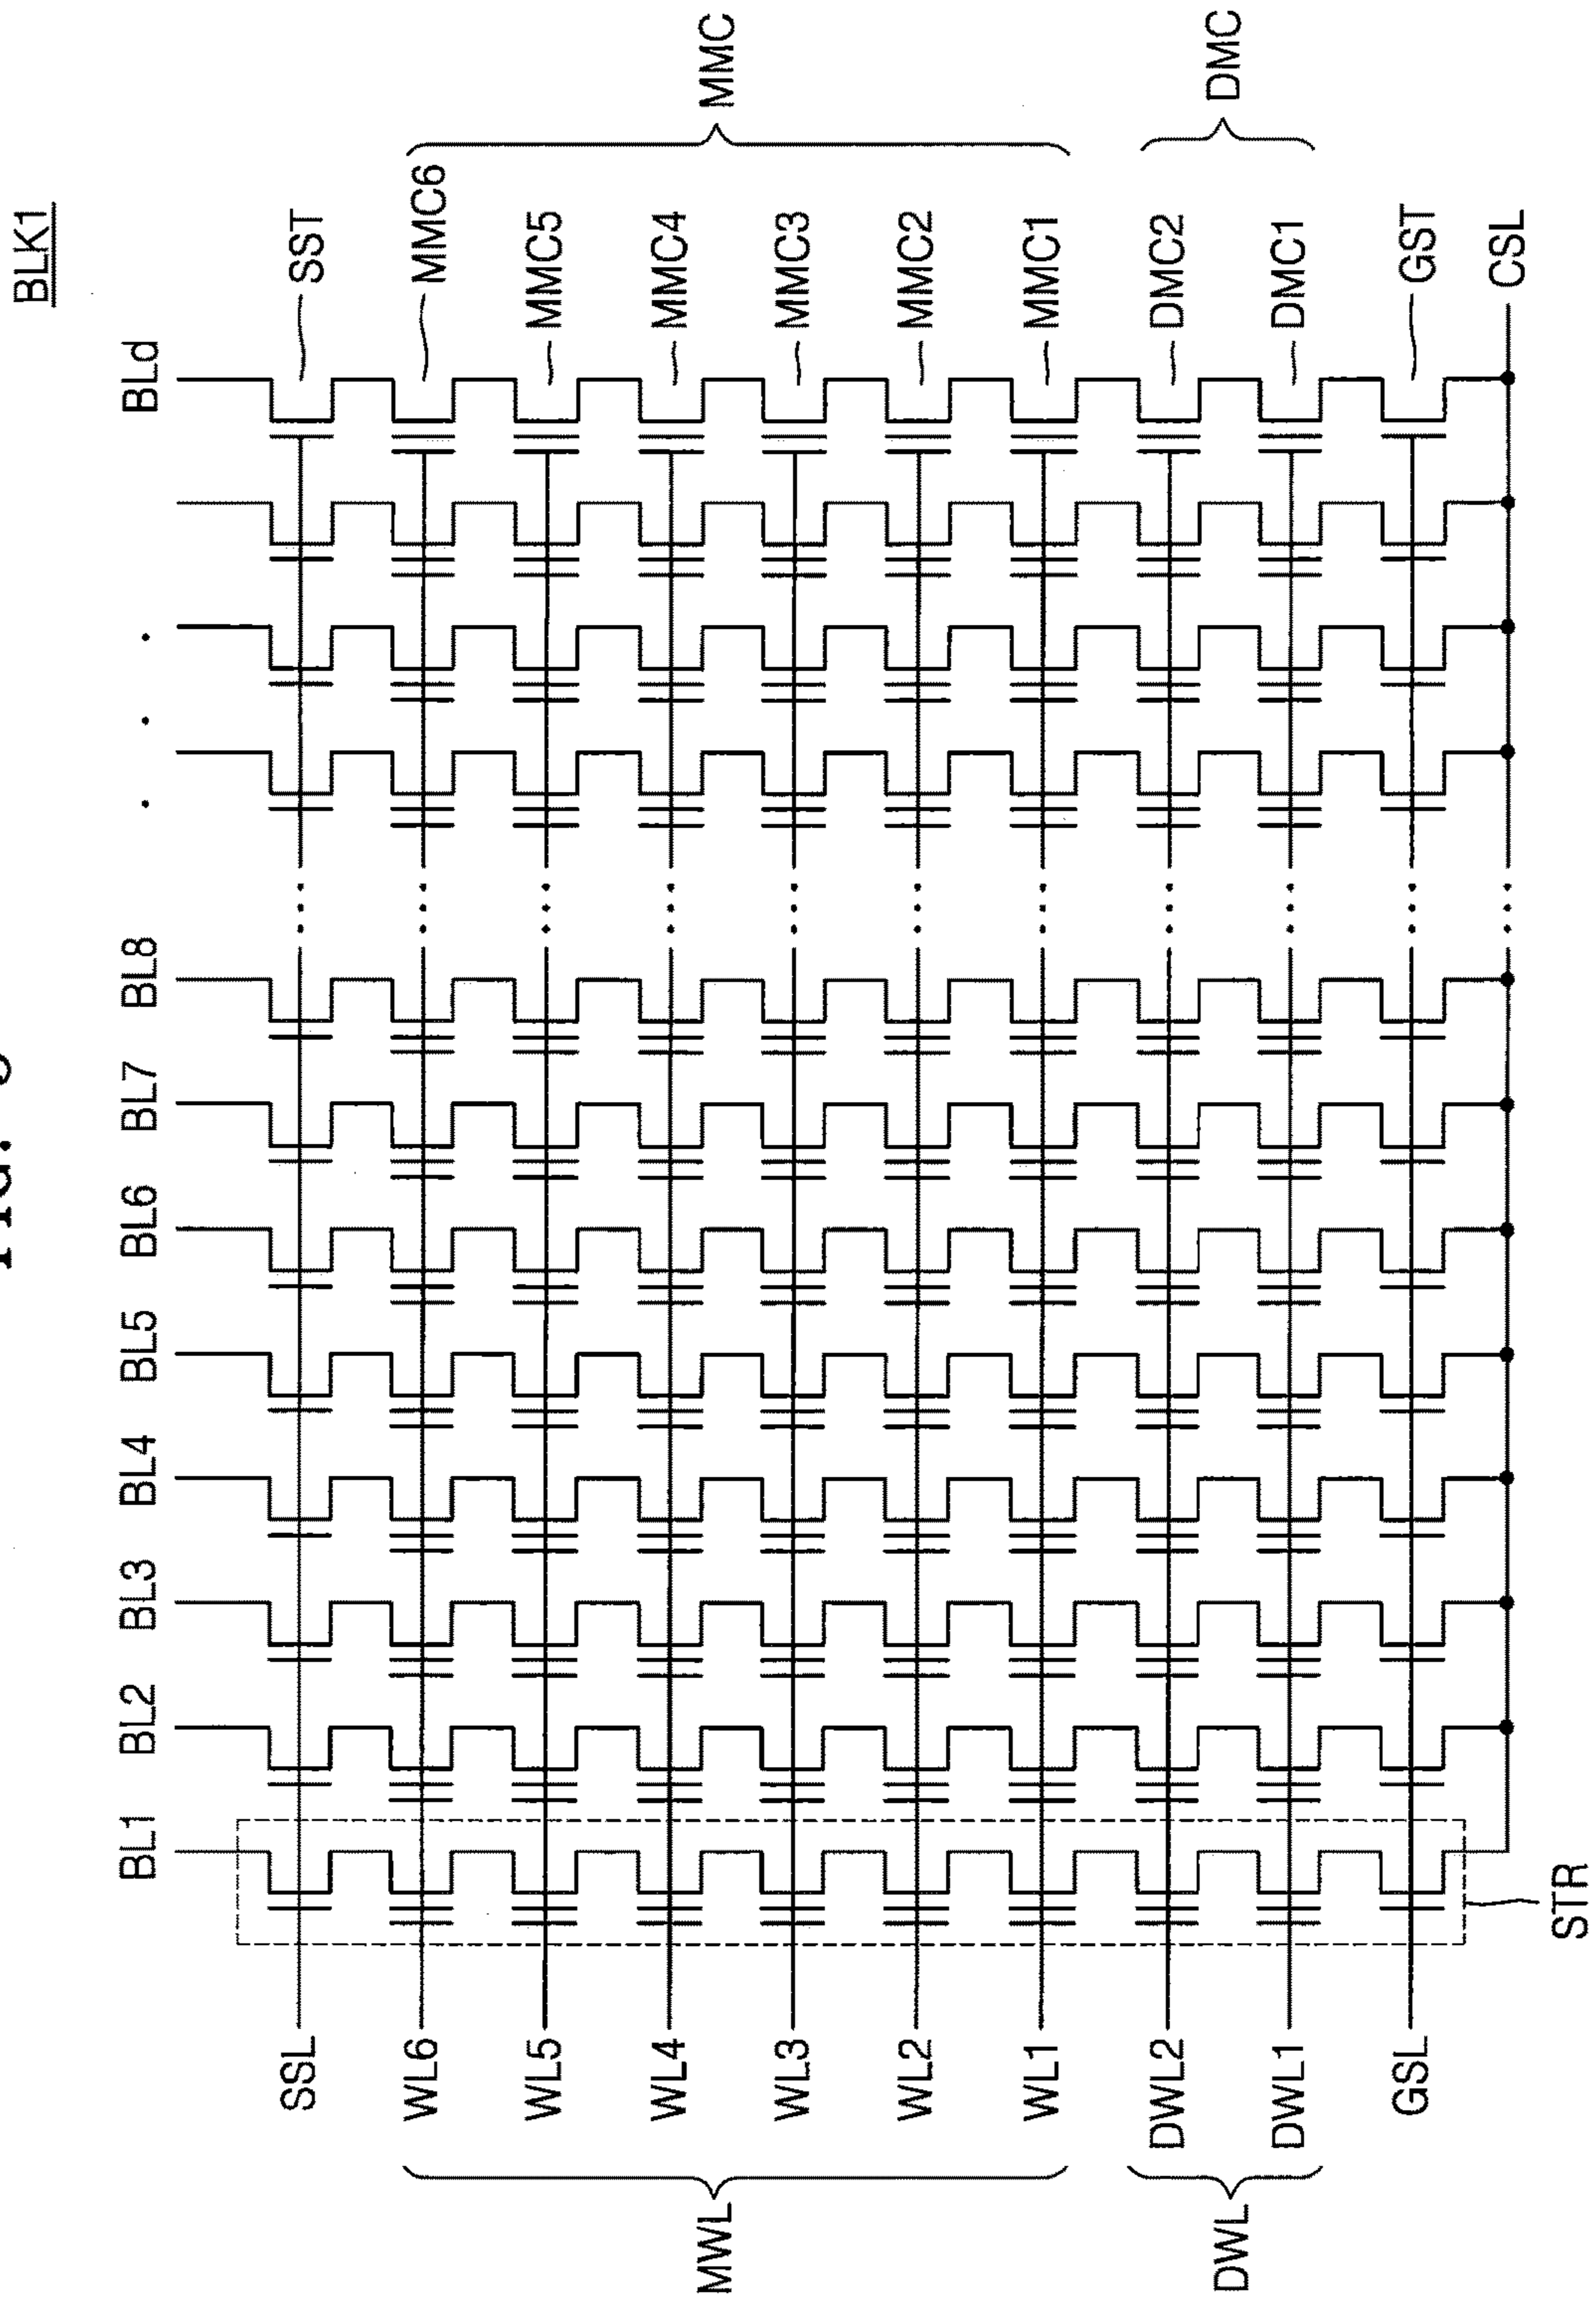 FIG.
BLK1
BL1 BL2 BL3 BL4 BL5 BL6 BL7 BL8 . . . BLd
SSL SST
WL6 MMC6
WL5 MMC5
WL4 MMC4
MWL MMC
WL3 MMC3
WL2 MMC2
WL1 MMC1
DWL2 DMC2
DWL DMC
DWL1 DMC1
GSL GST
CSL
STR